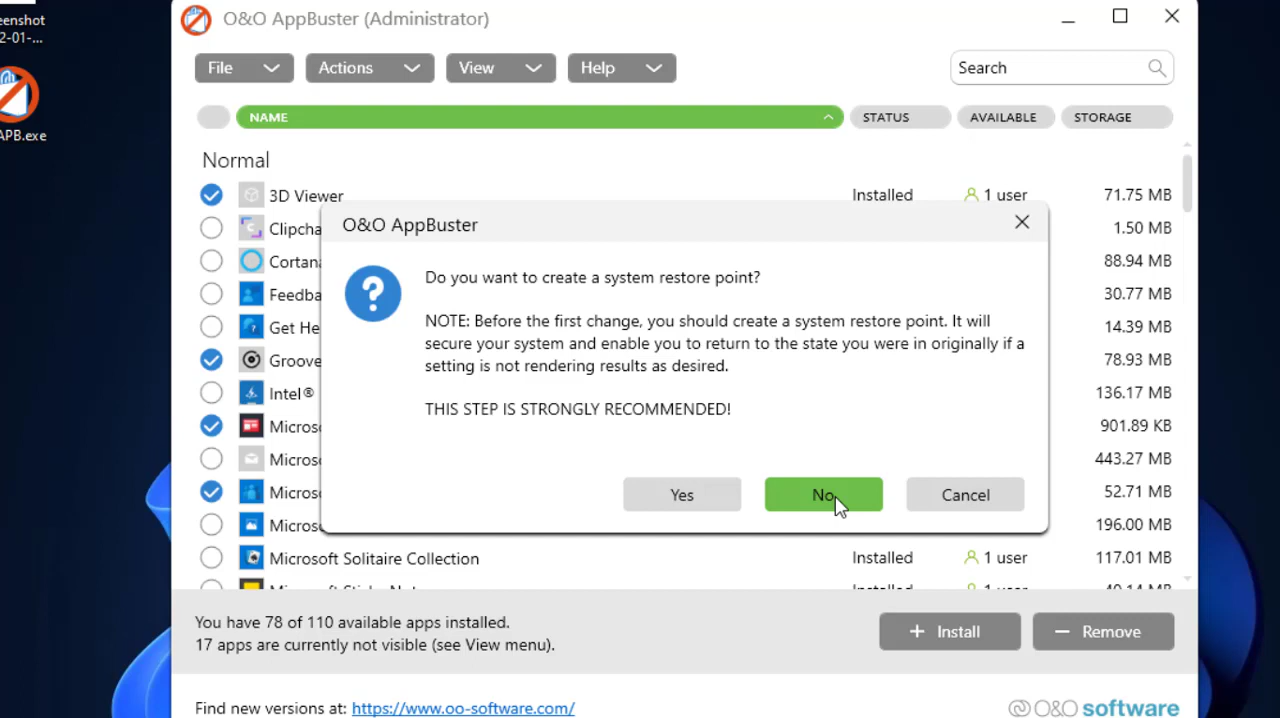 eenshot
2-01-...
APB.exe
O&O AppBuster (Administrator)
File
Actions
View
Help
Search
NAME
STATUS
AVAILABLE
STORAGE
Normal
3D Viewer
Installed
1 user
71.75 MB
Clipcha
1.50 MB
Cortana
88.94 MB
Feedba
30.77 MB
Get He
14.39 MB
Groove
78.93 MB
Intel®
136.17 MB
Micros
901.89 KB
Micros
443.27 MB
Micros
52.71 MB
Micros
196.00 MB
Microsoft Solitaire Collection
Installed
1 user
117.01 MB
O&O AppBuster
Do you want to create a system restore point?
NOTE: Before the first change, you should create a system restore point. It will
secure your system and enable you to return to the state you were in originally if a
setting is not rendering results as desired.
THIS STEP IS STRONGLY RECOMMENDED!
Yes
No
Cancel
You have 78 of 110 available apps installed.
17 apps are currently not visible (see View menu).
+ Install
− Remove
Find new versions at: https://www.oo-software.com/
O&O software